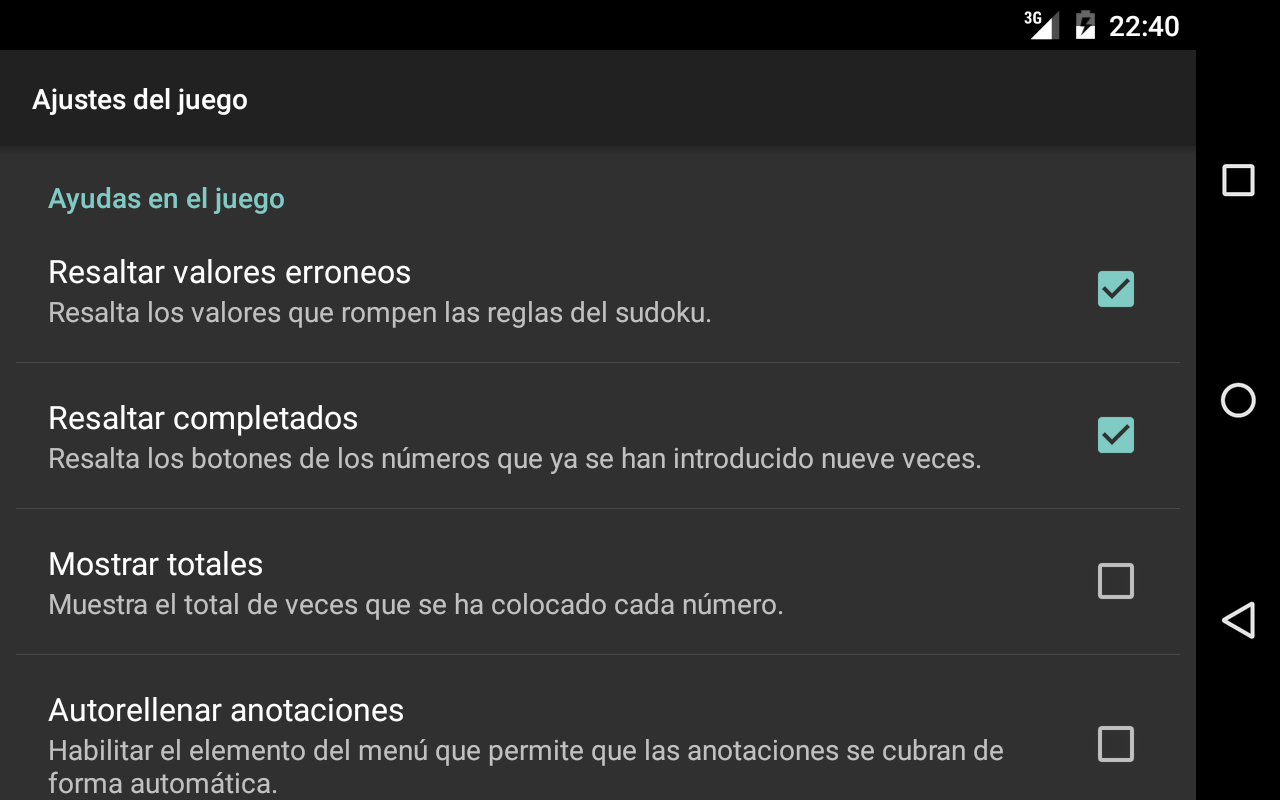 3G 22:40
Ajustes del juego
Ayudas en el juego
Resaltar valores erroneos
Resalta los valores que rompen las reglas del sudoku.
Resaltar completados
Resalta los botones de los números que ya se han introducido nueve veces.
Mostrar totales
Muestra el total de veces que se ha colocado cada número.
Autorellenar anotaciones
Habilitar el elemento del menú que permite que las anotaciones se cubran de
forma automática.